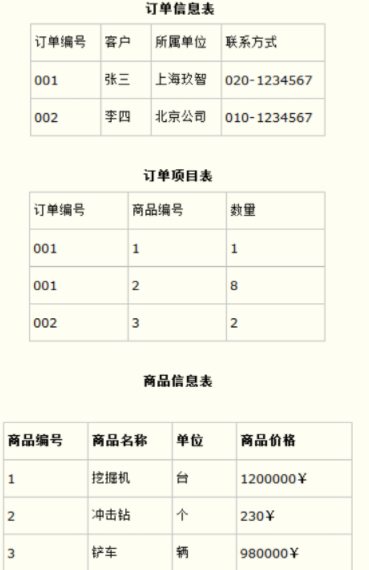 订单信息表
订单编号 客户 所属单位 联系方式
001 张三 上海玖智 020-1234567
002 李四 北京公司 010-1234567
订单项目表
订单编号 商品编号 数量
001 1 1
001 2 8
002 3 2
商品信息表
商品编号 商品名称 单位 商品价格
1 挖掘机 台 1200000¥
2 冲击钻 个 230¥
3 铲车 辆 980000¥